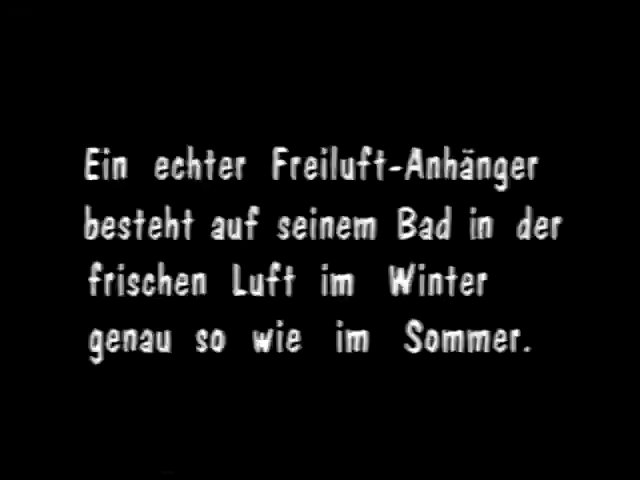 Ein echter Freiluft-Anhänger
besteht auf seinem Bad in der
frischen Luft im Winter
genau so wie im Sommer.